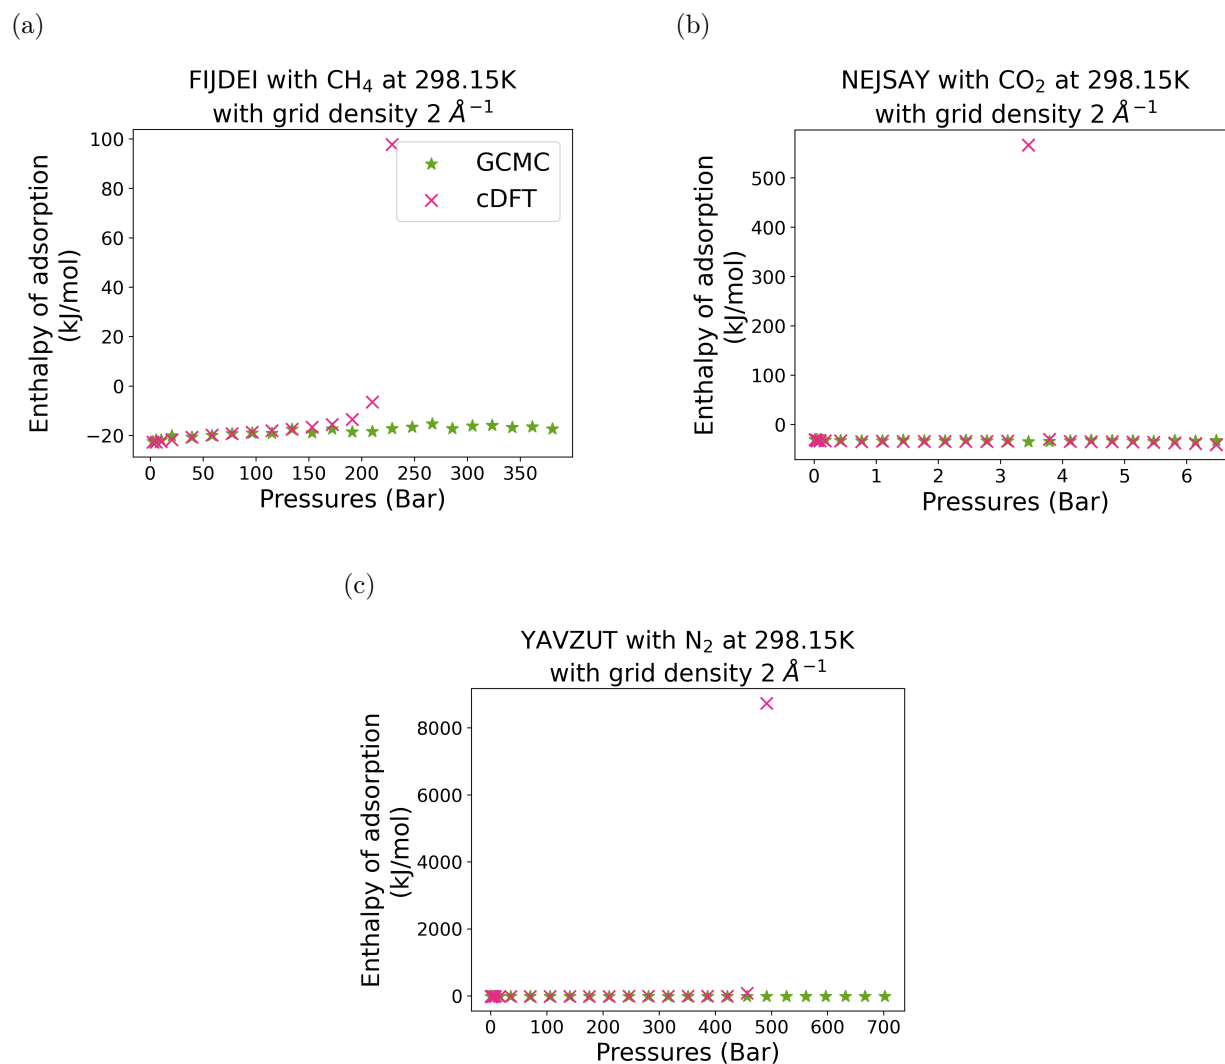 (a)
FIJDEI with CH₄ at 298.15K
with grid density 2 Å⁻¹
Enthalpy of adsorption
(kJ/mol)
100
80
60
40
20
0
−20
GCMC
cDFT
0 50 100 150 200 250 300 350
Pressures (Bar)
(b)
NEJSAY with CO₂ at 298.15K
with grid density 2 Å⁻¹
Enthalpy of adsorption
(kJ/mol)
500
400
300
200
100
0
0 1 2 3 4 5 6
Pressures (Bar)
(c)
YAVZUT with N₂ at 298.15K
with grid density 2 Å⁻¹
Enthalpy of adsorption
(kJ/mol)
8000
6000
4000
2000
0
0 100 200 300 400 500 600 700
Pressures (Bar)